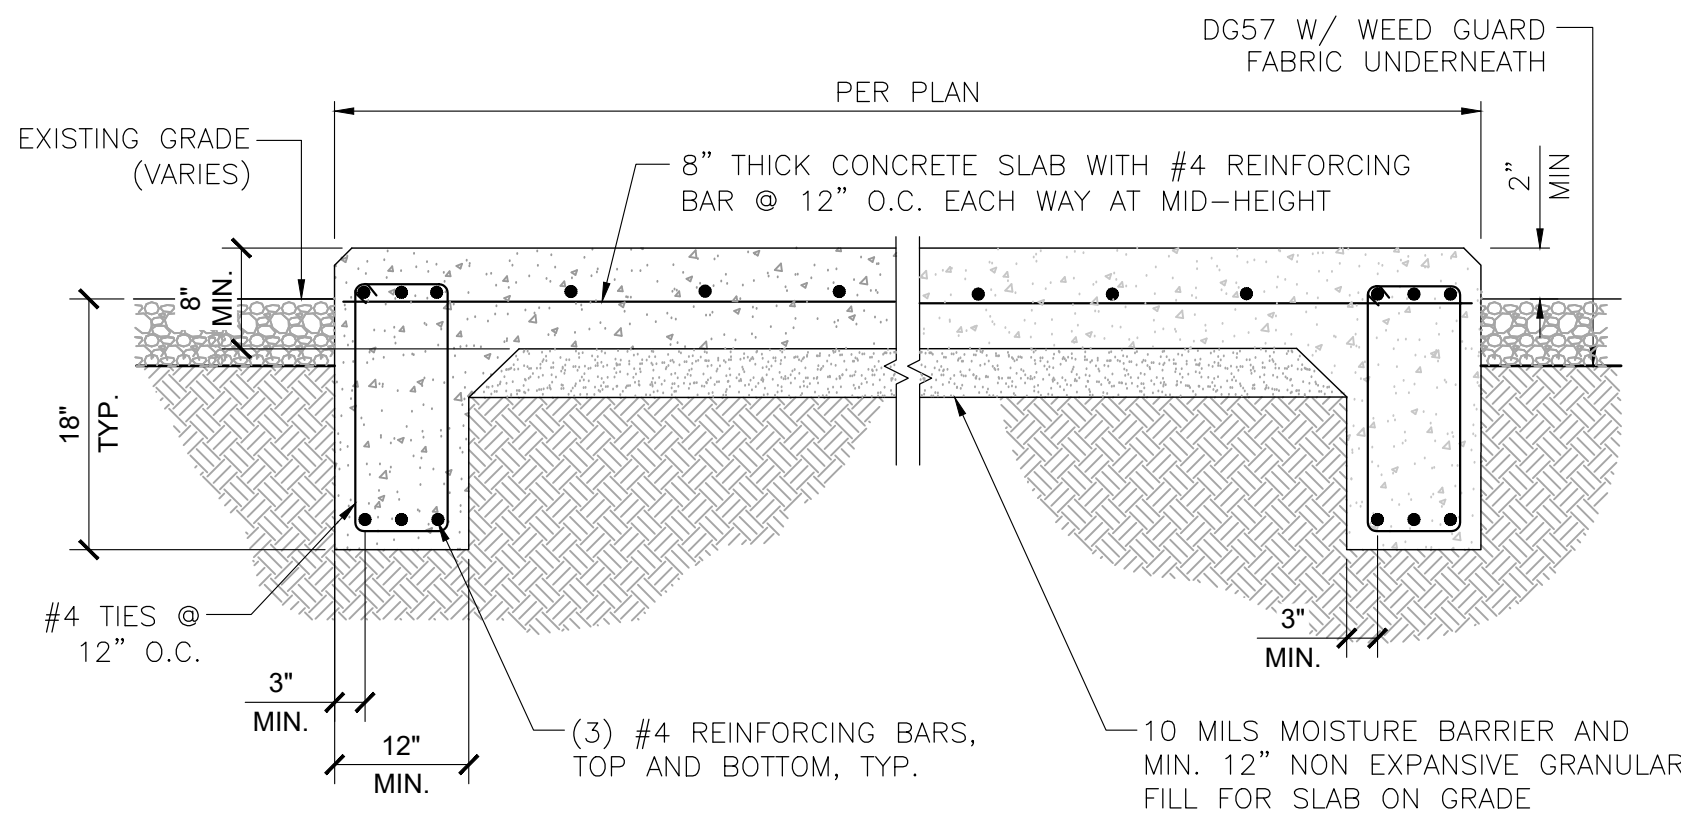 DG57 W/ WEED GUARD
FABRIC UNDERNEATH
PER PLAN
EXISTING GRADE
(VARIES)
8” THICK CONCRETE SLAB WITH #4 REINFORCING
BAR @ 12” O.C. EACH WAY AT MID-HEIGHT
2”
MIN
8"
MIN.
18"
TYP.
#4 TIES @
12” O.C.
3"
MIN.
12"
MIN.
(3) #4 REINFORCING BARS,
TOP AND BOTTOM, TYP.
3"
MIN.
10 MILS MOISTURE BARRIER AND
MIN. 12” NON EXPANSIVE GRANULAR
FILL FOR SLAB ON GRADE